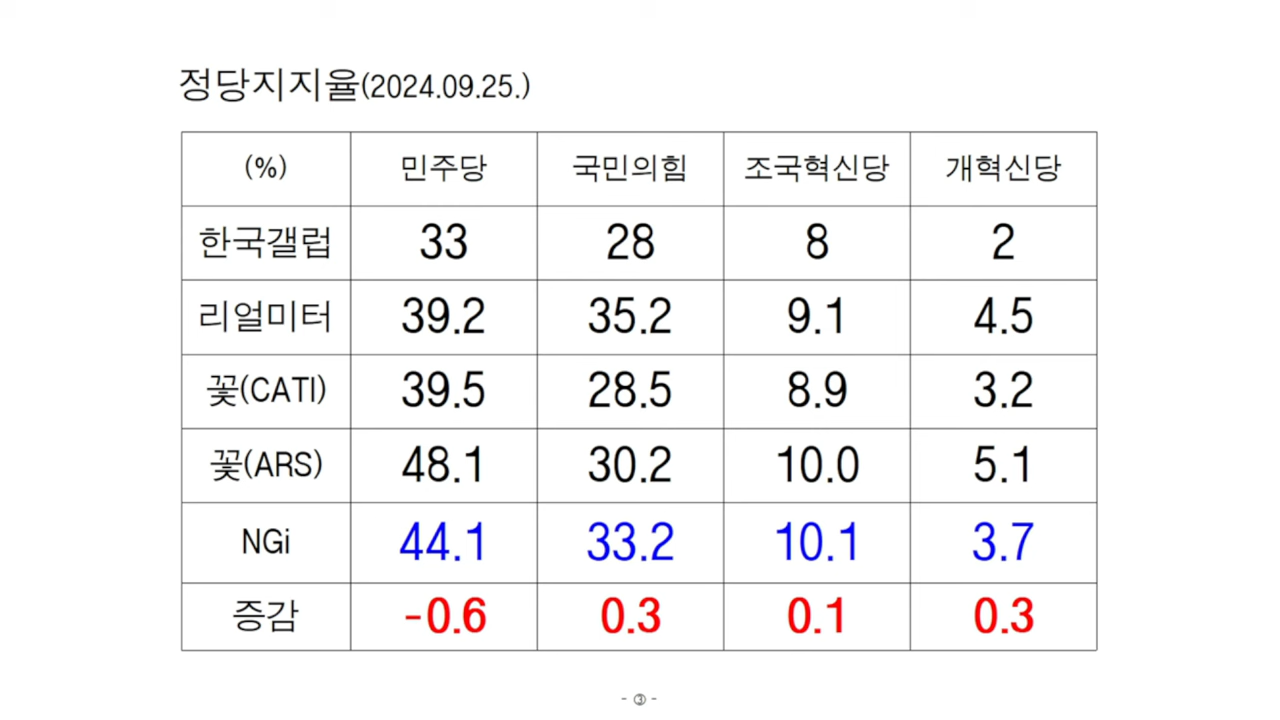 정당지지율(2024.09.25.)
(%) 민주당 국민의힘 조국혁신당 개혁신당
한국갤럽 33 28 8 2
리얼미터 39.2 35.2 9.1 4.5
꽃(CATI) 39.5 28.5 8.9 3.2
꽃(ARS) 48.1 30.2 10.0 5.1
NGi 44.1 33.2 10.1 3.7
증감 -0.6 0.3 0.1 0.3
- ③ -